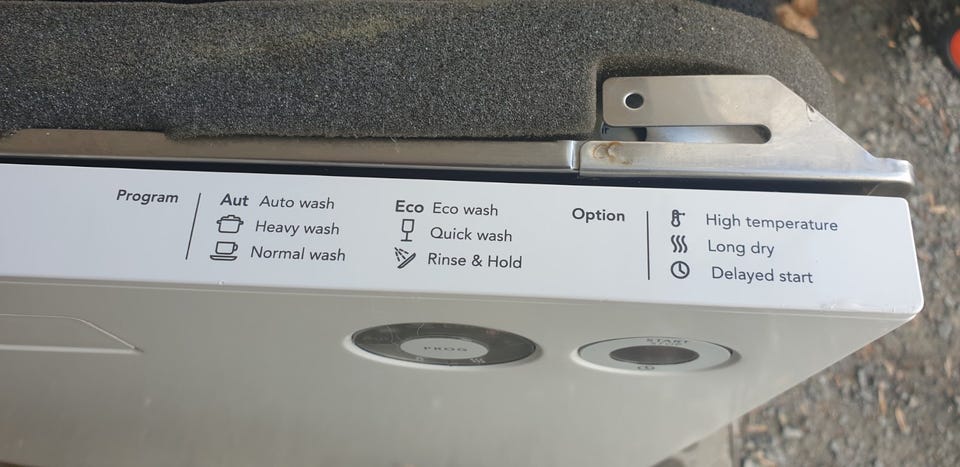 Program
Aut Auto wash
Heavy wash
Normal wash
Eco Eco wash
Quick wash
Rinse & Hold
Option
High temperature
Long dry
Delayed start
PROG
START